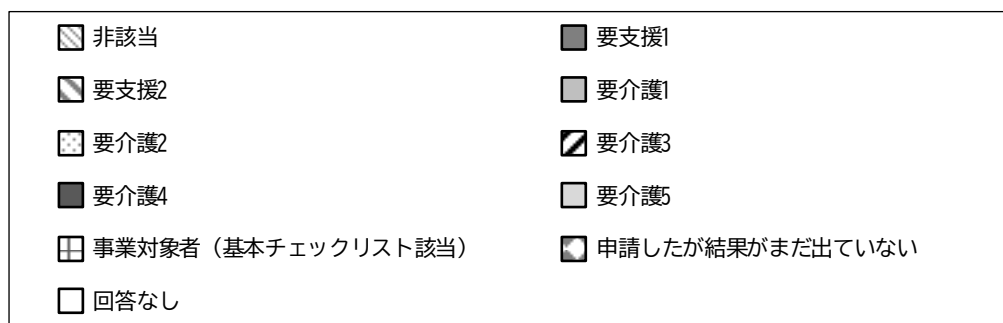 非該当 要支援1
要支援2 要介護1
要介護2 要介護3
要介護4 要介護5
事業対象者（基本チェックリスト該当） 申請したが結果がまだ出ていない
回答なし